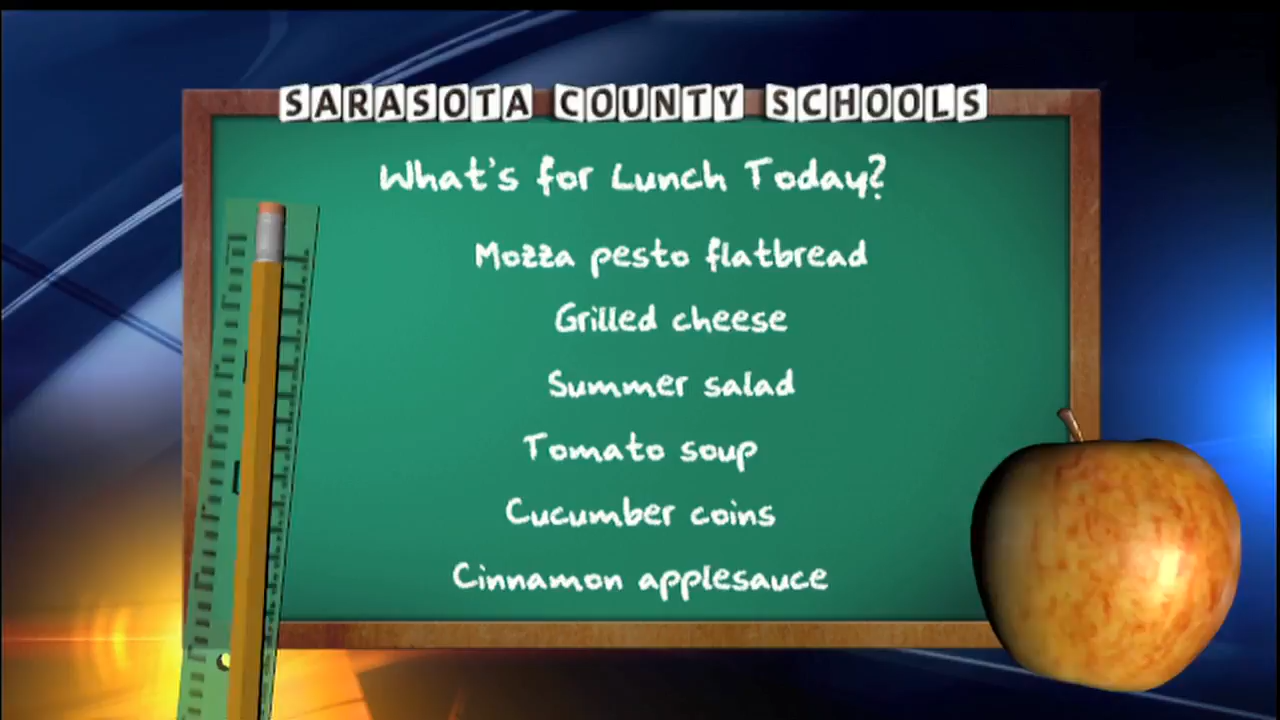 SARASOTA COUNTY SCHOOLS
What's for Lunch Today?
Mozza pesto flatbread
Grilled cheese
Summer salad
Tomato soup
Cucumber coins
Cinnamon applesauce